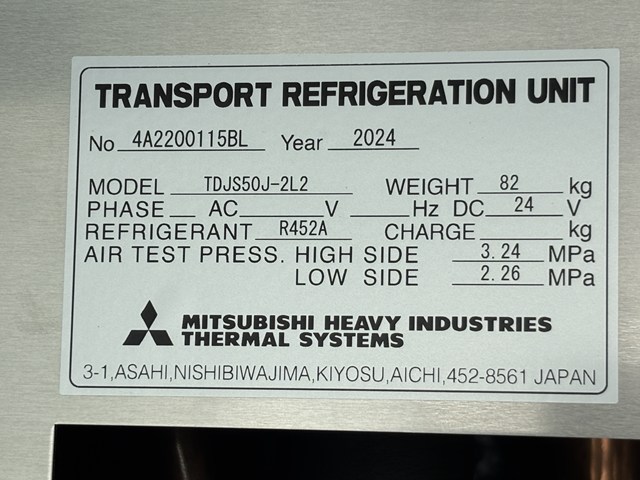 TRANSPORT REFRIGERATION UNIT
No 4A2200115BL Year 2024
MODEL TDJS50J-2L2 WEIGHT 82 kg
PHASE AC V Hz DC 24 V
REFRIGERANT R452A CHARGE kg
AIR TEST PRESS. HIGH SIDE 3.24 MPa
LOW SIDE 2.26 MPa
MITSUBISHI HEAVY INDUSTRIES
THERMAL SYSTEMS
3-1,ASAHI,NISHIBIWAJIMA,KIYOSU,AICHI,452-8561 JAPAN